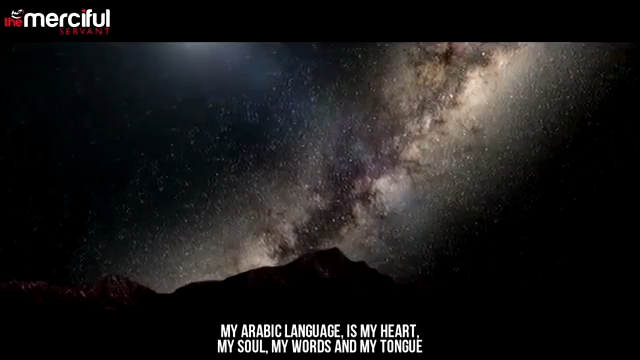 the merciful
SERVANT
MY ARABIC LANGUAGE, IS MY HEART,
MY SOUL, MY WORDS AND MY TONGUE